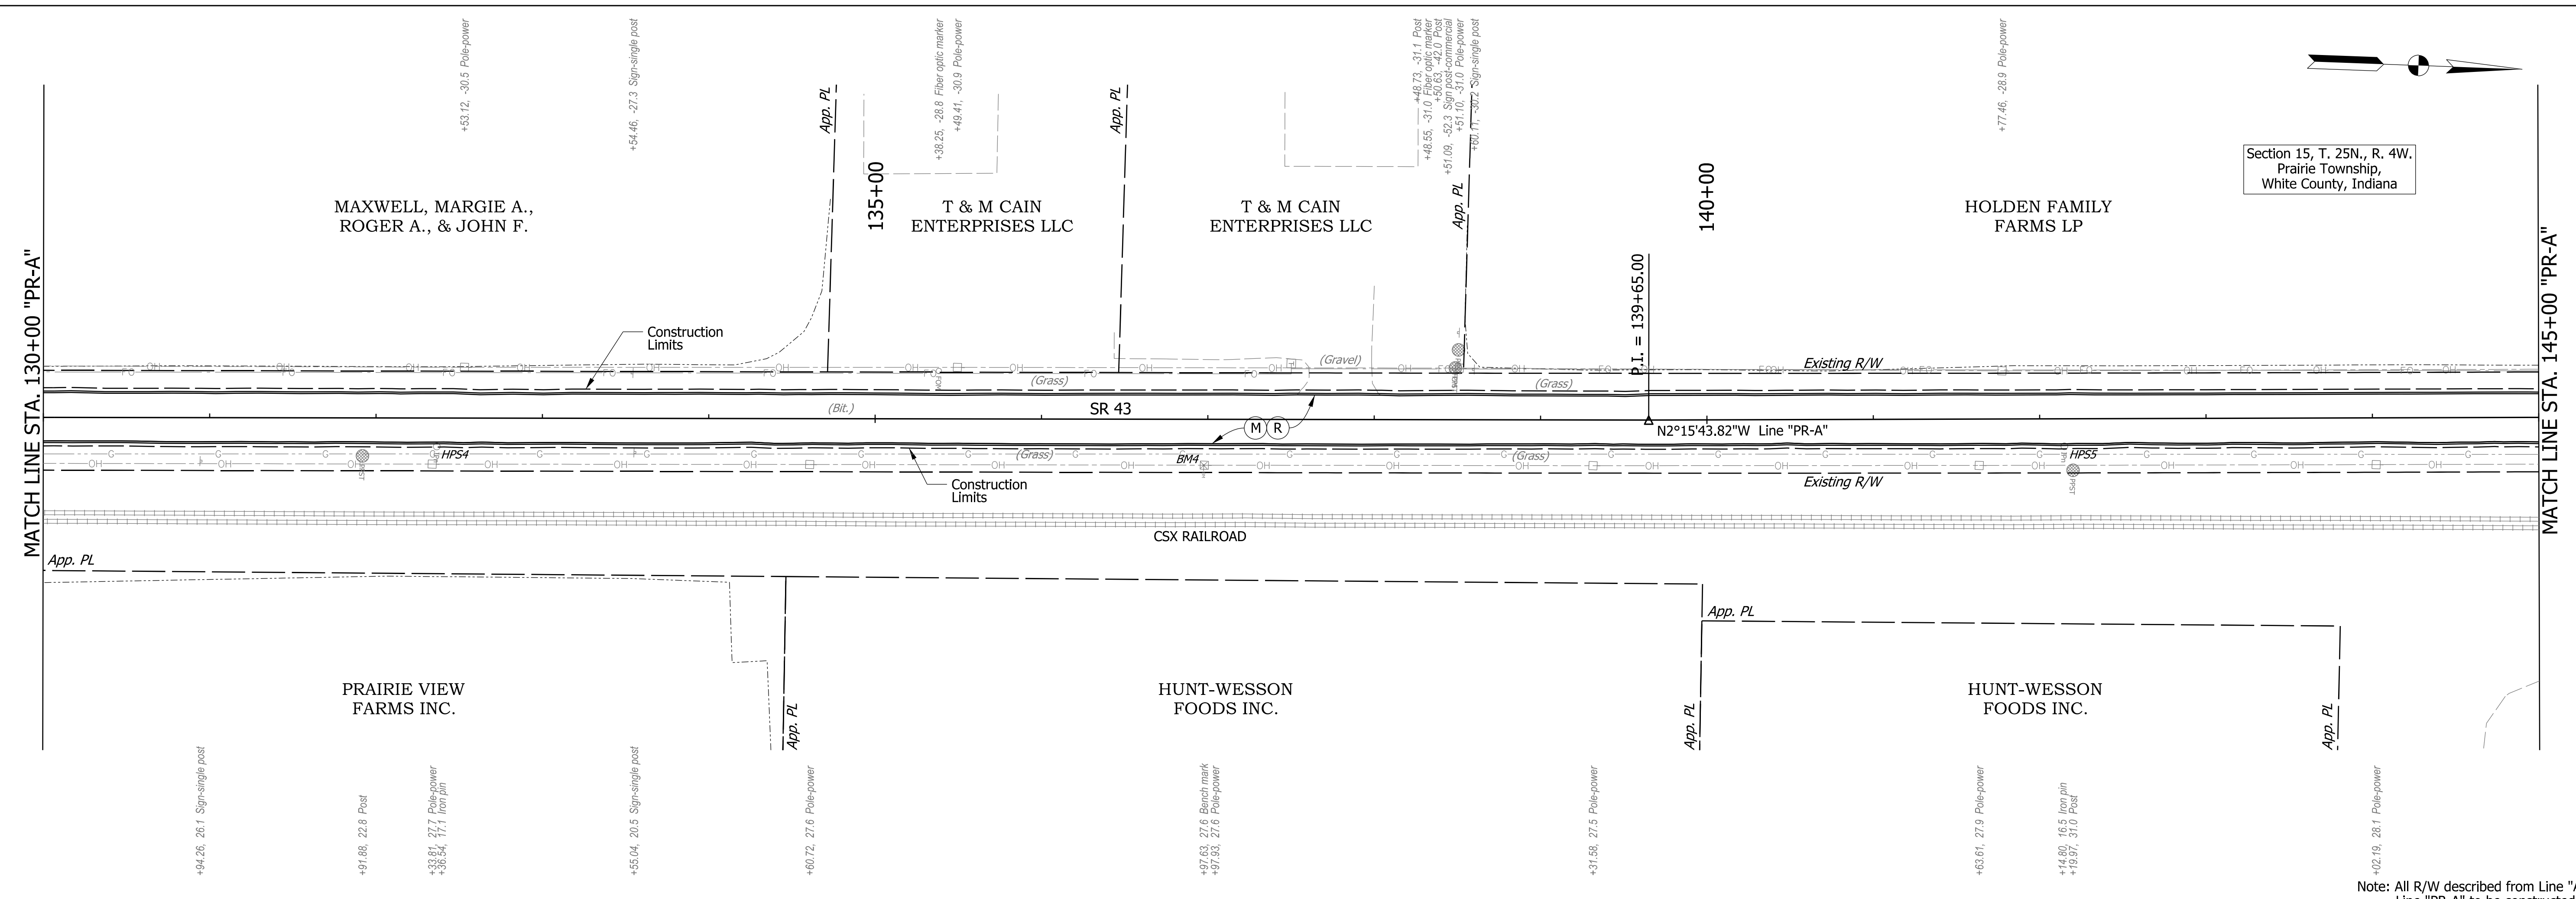 +53.12, -30.5 Pole-power
+54.46, -27.3 Sign-single post
+38.25, -28.8 Fiber optic marker
+49.41, -30.9 Pole-power
+48.73, -31.1 Post
+48.55, -31.0 Fiber optic marker
+50.63, -42.0 Post
+51.09, -52.3 Sign post-commercial
+51.10, -31.0 Pole-power
+60.11, -30.2 Sign-single post
+77.46, -28.9 Pole-power
App. PL
App. PL
App. PL
135+00
140+00
Section 15, T. 25N., R. 4W.
Prairie Township,
White County, Indiana
MAXWELL, MARGIE A.,
ROGER A., & JOHN F.
T & M CAIN
ENTERPRISES LLC
T & M CAIN
ENTERPRISES LLC
HOLDEN FAMILY
FARMS LP
MATCH LINE STA. 130+00 "PR-A"
MATCH LINE STA. 145+00 "PR-A"
P.I. = 139+65.00
Construction
Limits
(Gravel)
Existing R/W
(Grass)
(Grass)
(Bit.)
SR 43
M R
N2°15'43.82"W Line "PR-A"
HPS4
(Grass)
BM4
(Grass)
HPS5
Construction
Limits
Existing R/W
CSX RAILROAD
App. PL
App. PL
PRAIRIE VIEW
FARMS INC.
HUNT-WESSON
FOODS INC.
HUNT-WESSON
FOODS INC.
App. PL
App. PL
App. PL
+94.26, 26.1 Sign-single post
+91.88, 22.8 Post
+33.81, 27.7 Pole-power
+36.54, 17.1 Iron pin
+55.04, 20.5 Sign-single post
+60.72, 27.6 Pole-power
+97.63, 27.6 Bench mark
+97.93, 27.6 Pole-power
+31.58, 27.5 Pole-power
+63.61, 27.9 Pole-power
+14.80, 16.5 Iron pin
+19.97, 31.0 Post
+02.19, 28.1 Pole-power
Note: All R/W described from Line "A
Line "PR-A" to be constructed